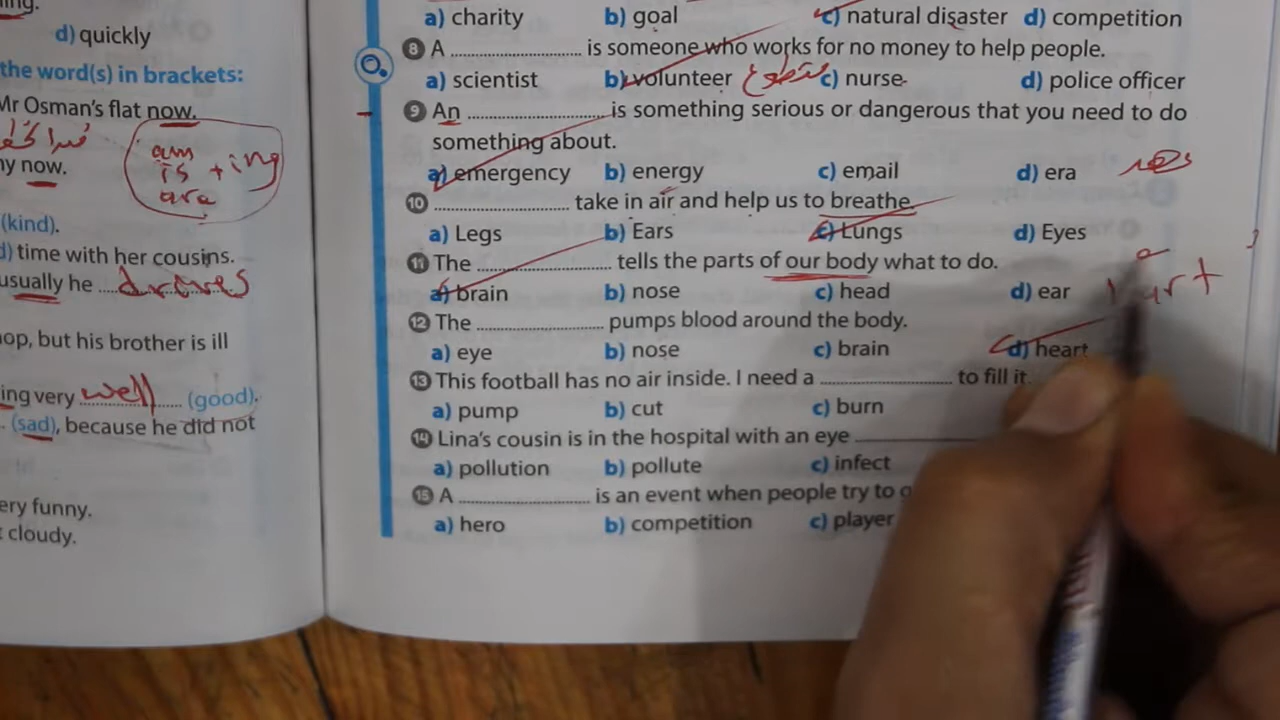 ing.
d) quickly
the word(s) in brackets:
Mr Osman's flat now.
ny now.
am
is + ing
are
(kind).
d) time with her cousins.
usually he drives
op, but his brother is ill
ing very well (good).
(sad), because he did not
ery funny.
t cloudy.
a) charity b) goal c) natural disaster d) competition
8 A .......................... is someone who works for no money to help people.
a) scientist b) volunteer متطوع c) nurse d) police officer
9 An .......................... is something serious or dangerous that you need to do
something about.
a) emergency b) energy c) email d) era
10 .......................... take in air and help us to breathe.
a) Legs b) Ears c) Lungs d) Eyes
11 The .......................... tells the parts of our body what to do.
a) brain b) nose c) head d) ear
12 The .......................... pumps blood around the body.
a) eye b) nose c) brain d) heart
13 This football has no air inside. I need a .......................... to fill it.
a) pump b) cut c) burn
14 Lina's cousin is in the hospital with an eye
a) pollution b) pollute c) infect
15 A .......................... is an event when people try to
a) hero b) competition c) player